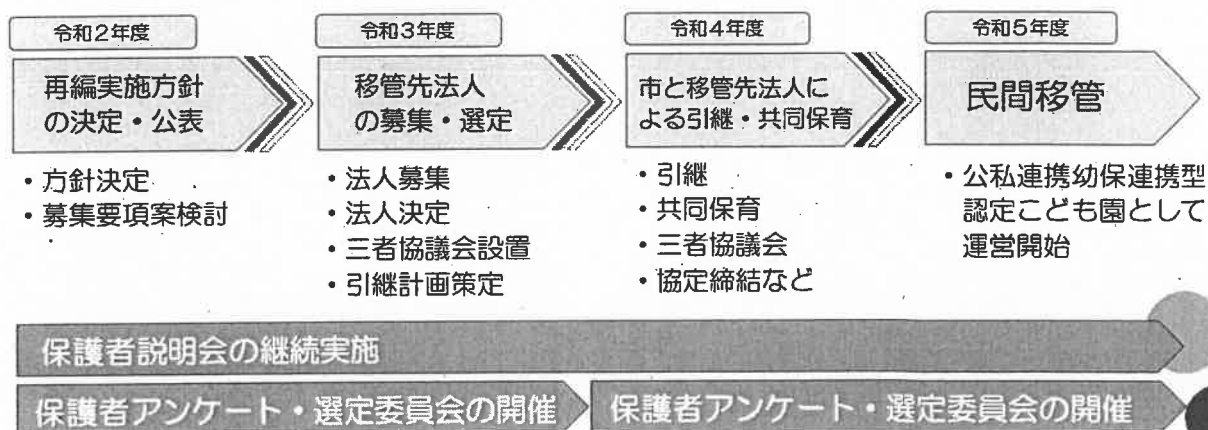 令和2年度
再編実施方針
の決定・公表
・方針決定
・募集要項案検討
令和3年度
移管先法人
の募集・選定
・法人募集
・法人決定
・三者協議会設置
・引継計画策定
令和4年度
市と移管先法人に
よる引継・共同保育
・引継
・共同保育
・三者協議会
・協定締結など
令和5年度
民間移管
・公私連携幼保連携型
認定こども園として
運営開始
保護者説明会の継続実施
保護者アンケート・選定委員会の開催
保護者アンケート・選定委員会の開催